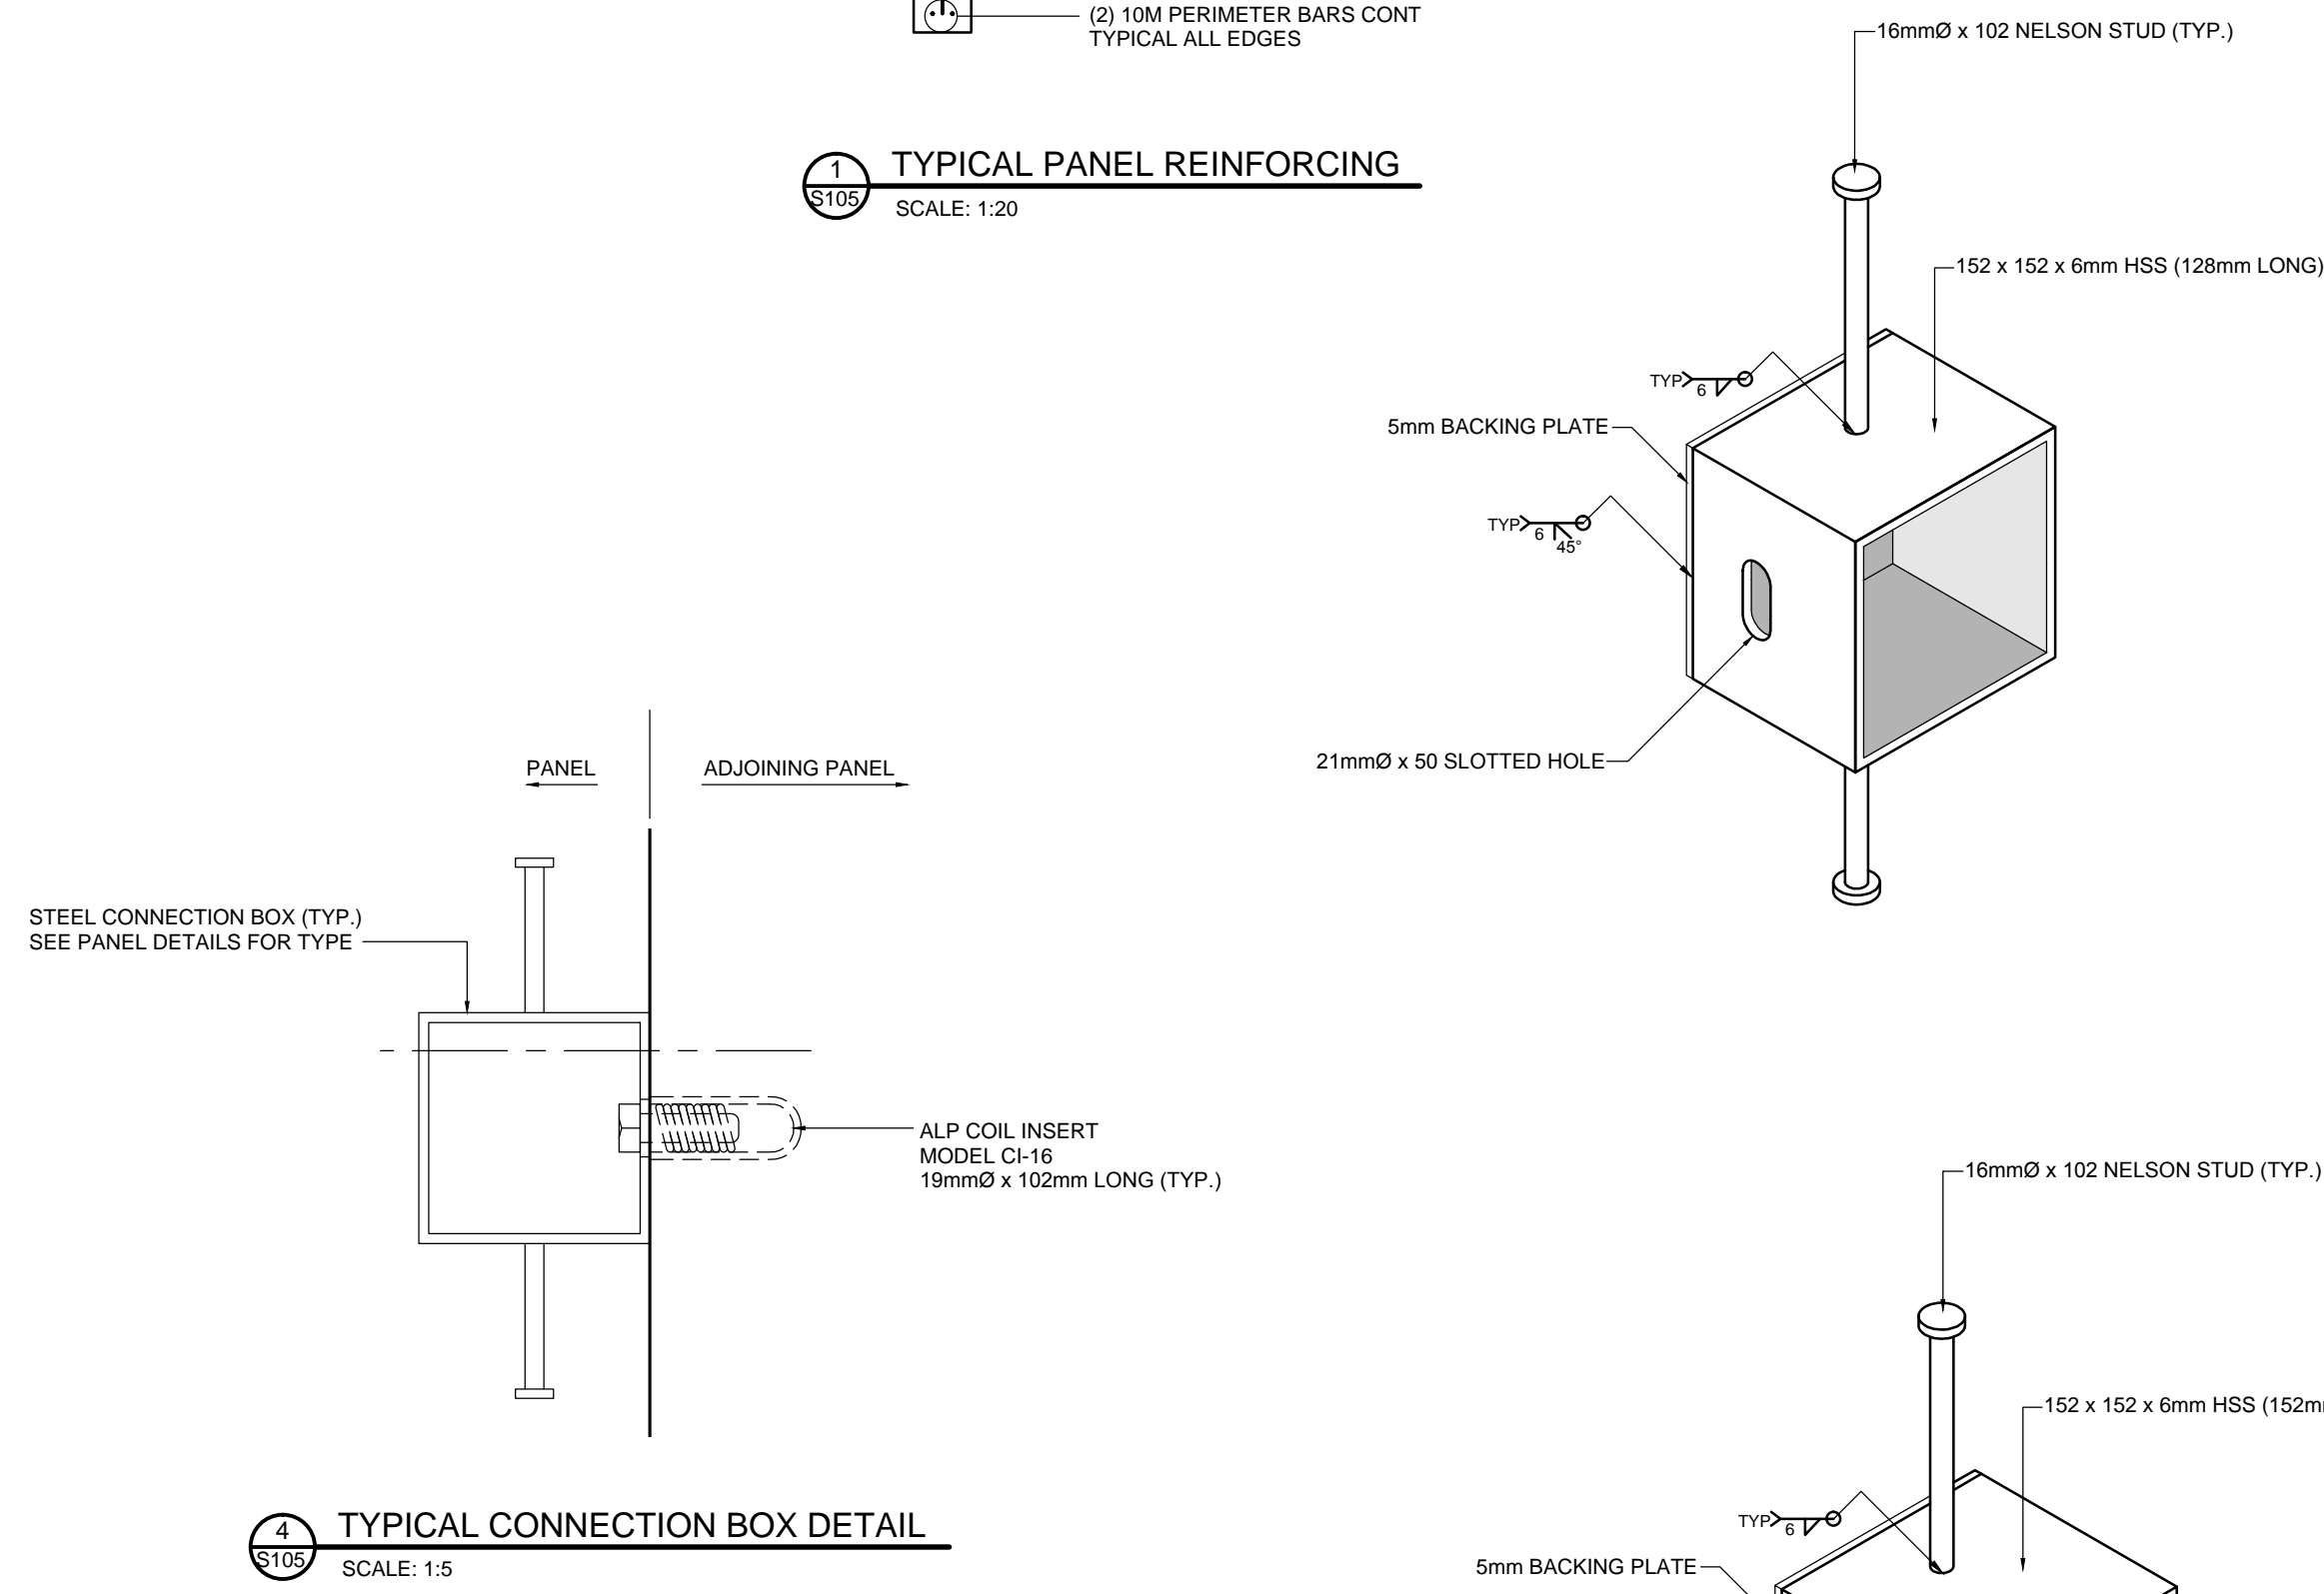 (2) 10M PERIMETER BARS CONT
TYPICAL ALL EDGES
1
S105
TYPICAL PANEL REINFORCING
SCALE: 1:20
16mmØ x 102 NELSON STUD (TYP.)
152 x 152 x 6mm HSS (128mm LONG)
TYP
6
5mm BACKING PLATE
TYP
6
45°
21mmØ x 50 SLOTTED HOLE
PANEL
ADJOINING PANEL
STEEL CONNECTION BOX (TYP.)
SEE PANEL DETAILS FOR TYPE
ALP COIL INSERT
MODEL CI-16
19mmØ x 102mm LONG (TYP.)
4
S105
TYPICAL CONNECTION BOX DETAIL
SCALE: 1:5
16mmØ x 102 NELSON STUD (TYP.)
152 x 152 x 6mm HSS
TYP
6
5mm BACKING PLATE